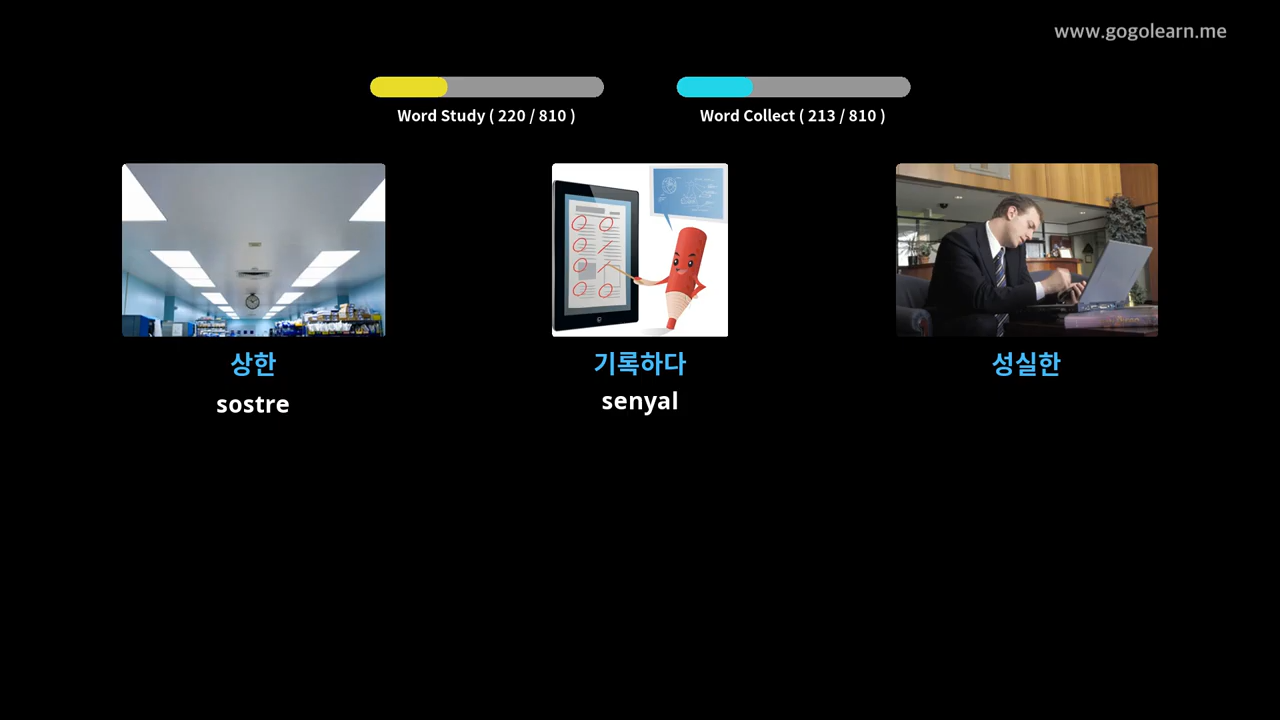 www.gogolearn.me
Word Study ( 220 / 810 )
Word Collect ( 213 / 810 )
상한
기록하다
성실한
sostre
senyal